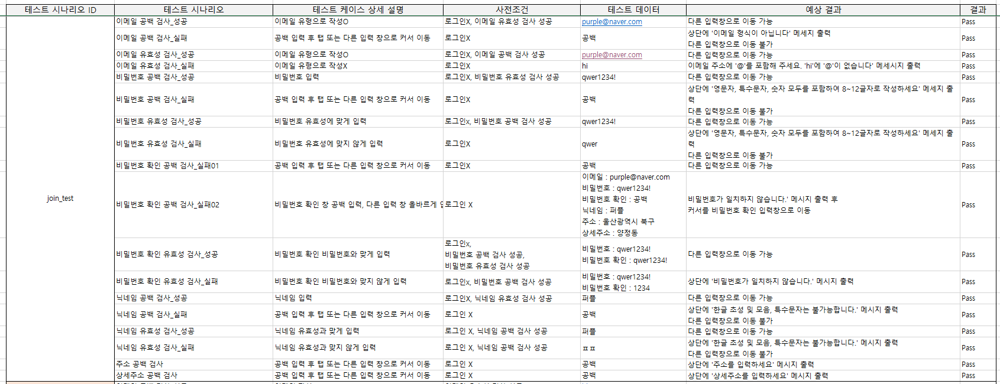 테스트 시나리오 ID 테스트 시나리오 테스트 케이스 상세 설명 사전조건 테스트 데이터 예상 결과 결과
join_test
이메일 공백 검사_성공 이메일 유형으로 작성O 로그인X, 이메일 유효성 검사 성공 purple@naver.com 다른 입력창으로 이동 가능 Pass
이메일 공백 검사_실패 공백 입력 후 탭 또는 다른 입력 창으로 커서 이동 로그인X 공백 상단에 '이메일 형식이 아닙니다' 메세지 출력
다른 입력창으로 이동 불가 Pass
이메일 유효성 검사_성공 이메일 유형으로 작성O 로그인X, 이메일 공백 검사 성공 purple@naver.com 다른 입력창으로 이동 가능 Pass
이메일 유효성 검사_실패 이메일 유형으로 작성X 로그인X hi 이메일 주소에 '@'를 포함해 주세요. 'hi'에 '@'이 없습니다' 메세시지 출력 Pass
비밀번호 공백 검사_성공 비밀번호 입력 로그인X, 비밀번호 유효성 검사 성공 qwer1234! 다른 입력창으로 이동 가능 Pass
비밀번호 공백 검사_실패 공백 입력 후 탭 또는 다른 입력 창으로 커서 이동 로그인X 공백 상단에 '영문자, 특수문자, 숫자 모두를 포함하여 8~12글자로 작성하세요' 메세지 출
력
다른 입력창으로 이동 불가 Pass
비밀번호 유효성 검사_성공 비밀번호 유효성에 맞게 입력 로그인x, 비밀번호 공백 검사 성공 qwer1234! 다른 입력창으로 이동 가능 Pass
비밀번호 유효성 검사_실패 비밀번호 유효성에 맞지 않게 입력 로그인X qwer 상단에 '영문자, 특수문자, 숫자 모두를 포함하여 8~12글자로 작성하세요' 메세지 출
력
다른 입력창으로 이동 불가 Pass
비밀번호 확인 공백 검사_실패01 공백 입력 후 탭 또는 다른 입력 창으로 커서 이동 로그인X 공백 다른 입력창으로 이동 가능 Pass
비밀번호 확인 공백 검사_실패02 비밀번호 확인 창 공백 입력, 다른 입력 창 올바르게 로그인 X
이메일 : purple@naver.com
비밀번호 : qwer1234!
비밀번호 확인 : 공백
닉네임 : 퍼플
주소 : 울산광역시 북구
상세주소 : 양정동
비밀번호가 일치하지 않습니다.' 메시지 출력 후
커서를 비밀번호 확인 입력창으로 이동 Pass
비밀번호 확인 유효성 검사_성공 비밀번호 확인 비밀번호와 맞게 입력
로그인x,
비밀번호 공백 검사 성공,
비밀번호 유효성 검사 성공
비밀번호 : qwer1234!
비밀번호 확인 : qwer1234!
다른 입력창으로 이동 가능 Pass
비밀번호 확인 유효성 검사_실패 비밀번호 확인 비밀번호와 맞지 않게 입력 로그인x, 비밀번호 공백 검사 성공
비밀번호 : qwer1234!
비밀번호 확인 : 1234
상단에 '비밀번호가 일치하지 않습니다.' 메시지 출력 Pass
닉네임 공백 검사_성공 닉네임 입력 로그인X, 닉네임 유효성 검사 성공 퍼플 다른 입력창으로 이동 가능 Pass
닉네임 공백 검사_실패 공백 입력 후 탭 또는 다른 입력 창으로 커서 이동 로그인 X 공백 상단에 '한글 초성 및 모음, 특수문자는 불가능합니다.' 메시지 출력
다른 입력창으로 이동 불가 Pass
닉네임 유효성 검사_성공 닉네임 유효성과 맞게 입력 로그인 X, 닉네임 공백 검사 성공 퍼플 다른 입력창으로 이동 가능 Pass
닉네임 유효성 검사_실패 닉네임 유효성과 맞지 않게 입력 로그인 X, 닉네임 공백 검사 성공 ㅍㅍ 상단에 '한글 초성 및 모음, 특수문자는 불가능합니다.' 메시지 출력
다른 입력창으로 이동 불가 Pass
주소 공백 검사 공백 입력 후 탭 또는 다른 입력 창으로 커서 이동 로그인 X 공백 상단에 '주소를 입력하세요' 메시지 출력 Pass
상세주소 공백 검사 공백 입력 후 탭 또는 다른 입력 창으로 커서 이동 로그인 X 공백 상단에 '상세주소를 입력하세요' 메시지 출력 Pass